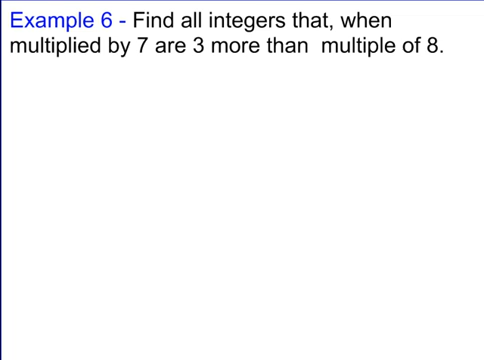 Example 6 - Find all integers that, when
multiplied by 7 are 3 more than  multiple of 8.